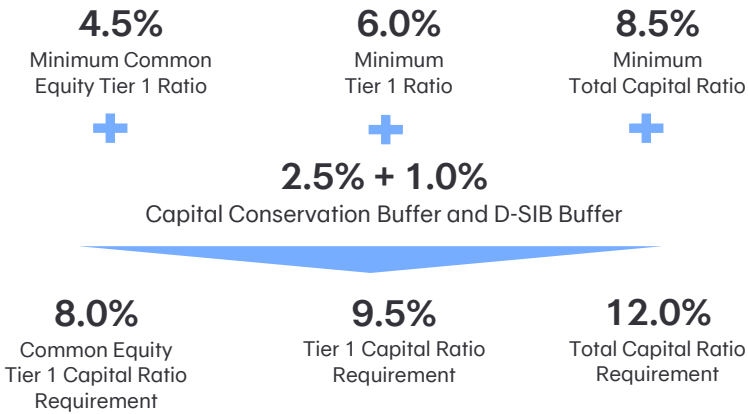 4.5%
Minimum Common
Equity Tier 1 Ratio
6.0%
Minimum
Tier 1 Ratio
8.5%
Minimum
Total Capital Ratio
2.5% + 1.0%
Capital Conservation Buffer and D-SIB Buffer
8.0%
Common Equity
Tier 1 Capital Ratio
Requirement
9.5%
Tier 1 Capital Ratio
Requirement
12.0%
Total Capital Ratio
Requirement